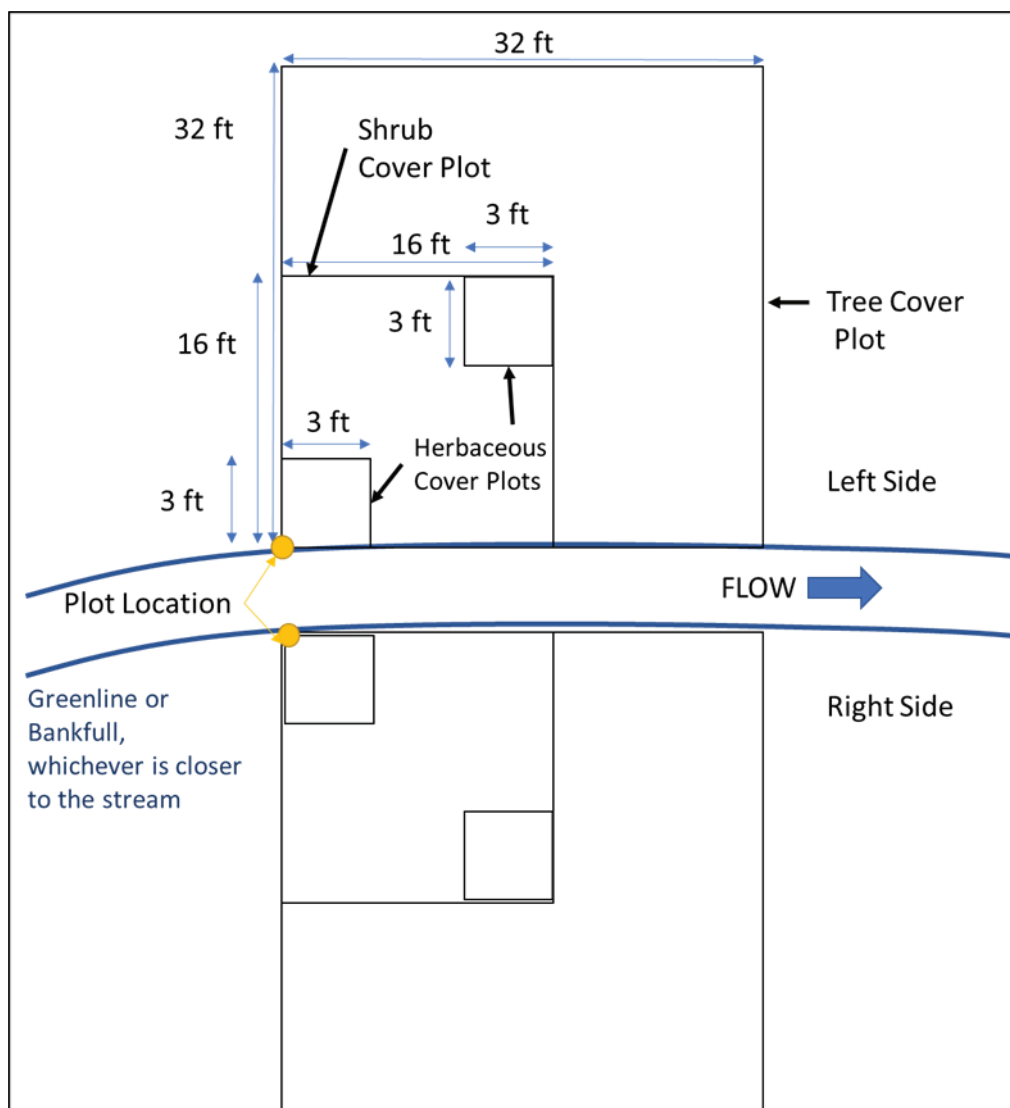 32 ft
32 ft
Shrub
Cover Plot
3 ft
16 ft
3 ft
Tree Cover
Plot
16 ft
3 ft
Herbaceous
Cover Plots
3 ft
Left Side
FLOW
Plot Location
Greenline or
Bankfull,
whichever is closer
to the stream
Right Side